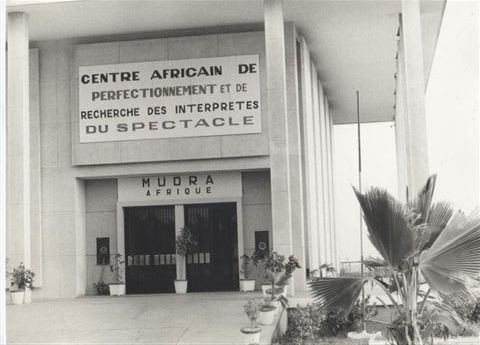 CENTRE AFRICAIN DE
PERFECTIONNEMENT ET DE
RECHERCHE DES INTERPRETES
DU SPECTACLE
MUDRA
AFRIQUE